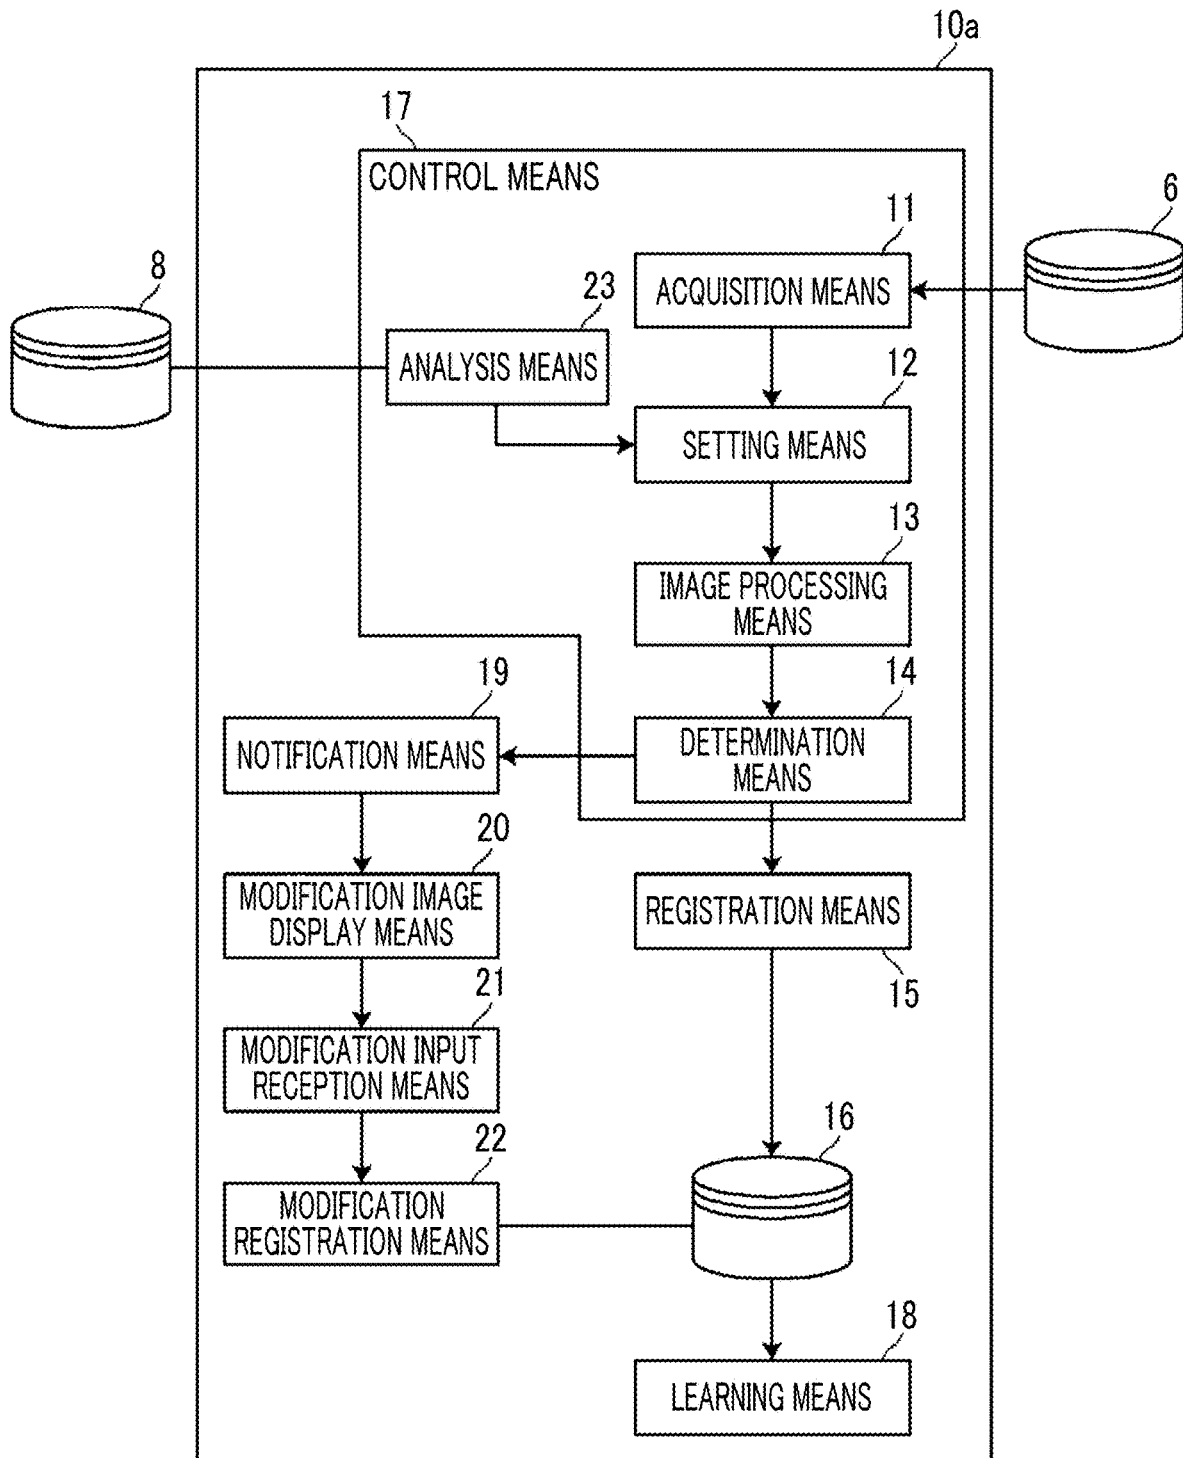 10a
17
CONTROL MEANS
6
11
ACQUISITION MEANS
8
23
ANALYSIS MEANS
12
SETTING MEANS
13
IMAGE PROCESSING
MEANS
19
NOTIFICATION MEANS
14
DETERMINATION
MEANS
20
MODIFICATION IMAGE
DISPLAY MEANS
REGISTRATION MEANS
15
21
MODIFICATION INPUT
RECEPTION MEANS
22
MODIFICATION
REGISTRATION MEANS
16
18
LEARNING MEANS